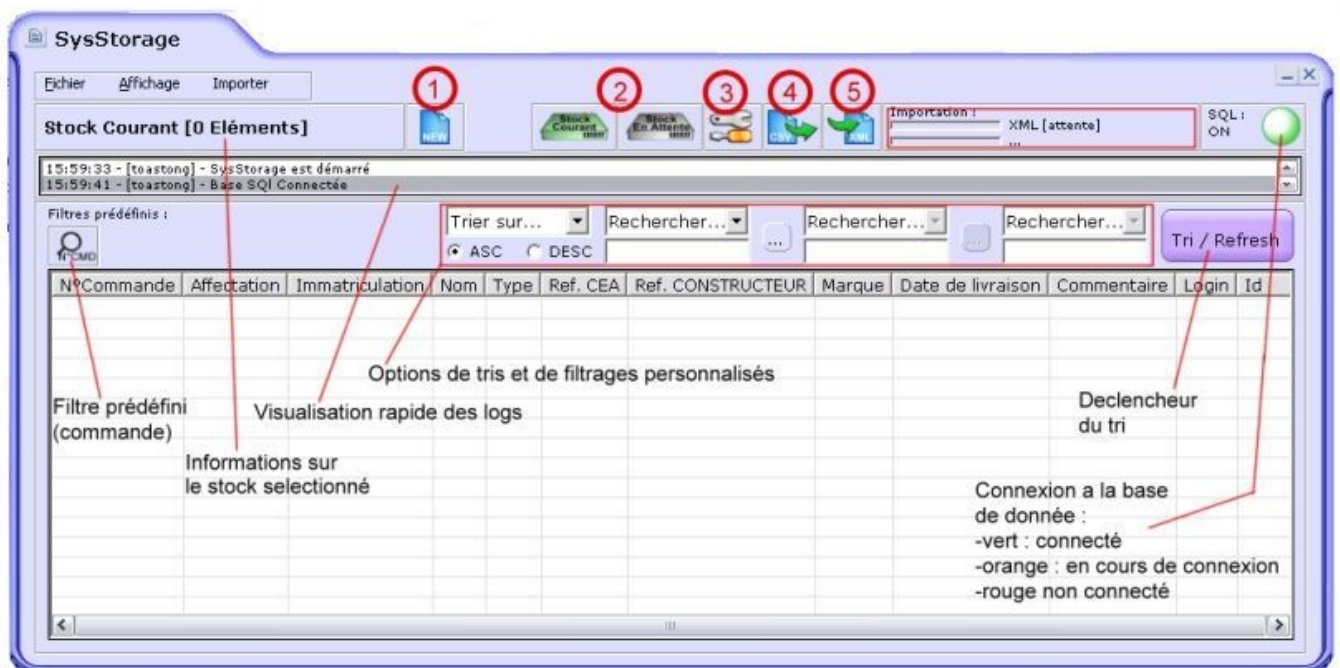 SysStorage
Fichier Affichage Importer
1
2
3
4
5
Stock Courant [0 Eléments]
NEW
Stock Courant
Stock En Attente
CSV
XML
Importation :
XML [attente]
...
SQL :
ON
15:59:33 - [toastong] - SysStorage est démarré
15:59:41 - [toastong] - Base SQl Connectée
Filtres prédéfinis :
N°CMD
Trier sur... Rechercher... ... Rechercher... ... Rechercher...
ASC DESC
Tri / Refresh
N°Commande Affectation Immatriculation Nom Type Ref. CEA Ref. CONSTRUCTEUR Marque Date de livraison Commentaire Login Id
Options de tris et de filtrages personnalisés
Filtre prédéfini
(commande)
Visualisation rapide des logs
Declencheur
du tri
Informations sur
le stock selectionné
Connexion a la base
de donnée :
-vert : connecté
-orange : en cours de connexion
-rouge non connecté